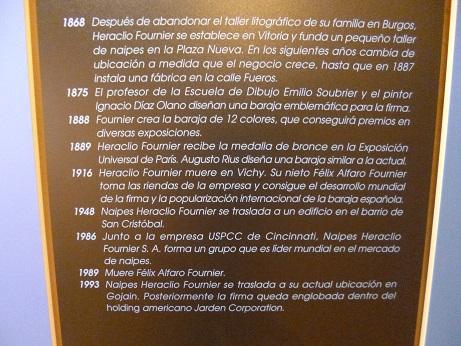 1868 Después de abandonar el taller litográfico de su familia en Burgos,
Heraclio Fournier se establece en Vitoria y funda un pequeño taller
de naipes en la Plaza Nueva. En los siguientes años cambia de
ubicación a medida que el negocio crece, hasta que en 1887
instala una fábrica en la calle Fueros.
1875 El profesor de la Escuela de Dibujo Emilio Soubrier y el pintor
Ignacio Díaz Olano diseñan una baraja emblemática para la firma.
1888 Fournier crea la baraja de 12 colores, que conseguirá premios en
diversas exposiciones.
1889 Heraclio Fournier recibe la medalla de bronce en la Exposición
Universal de París. Augusto Rius diseña una baraja similar a la actual.
1916 Heraclio Fournier muere en Vichy. Su nieto Félix Alfaro Fournier
toma las riendas de la empresa y consigue el desarrollo mundial
de la firma y la popularización internacional de la baraja española.
1948 Naipes Heraclio Fournier se traslada a un edificio en el barrio de
San Cristóbal.
1986 Junto a la empresa USPCC de Cincinnati, Naipes Heraclio
Fournier S. A. forma un grupo que es líder mundial en el mercado
de naipes.
1989 Muere Félix Alfaro Fournier.
1993 Naipes Heraclio Fournier se traslada a su actual ubicación en
Gojain. Posteriormente la firma queda englobada dentro del
holding americano Jarden Corporation.